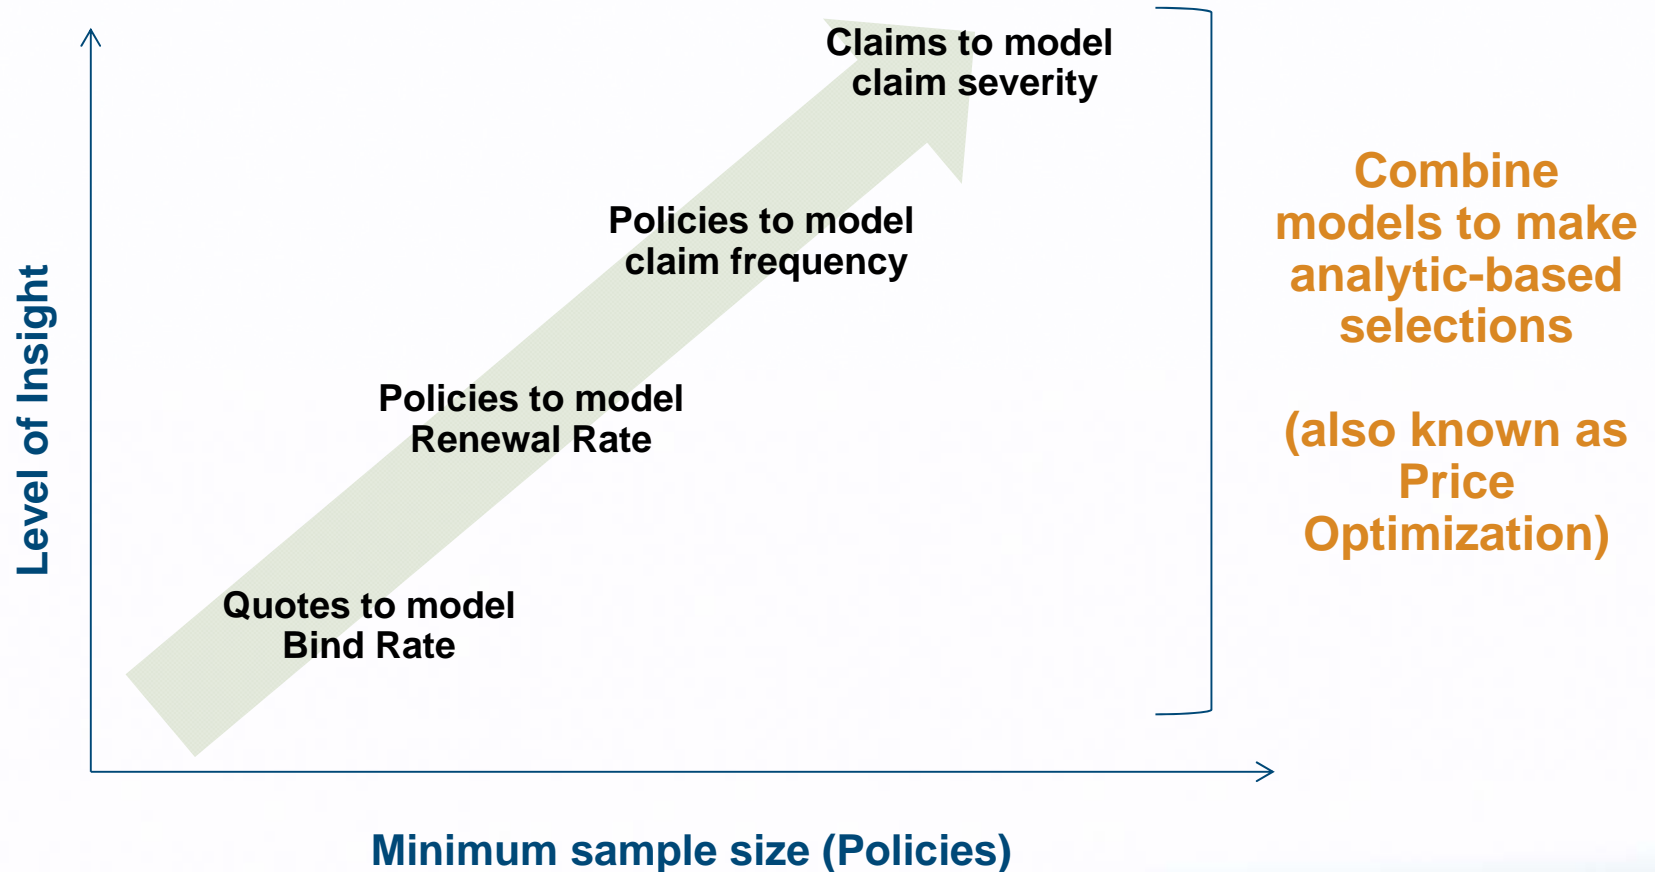 Claims to model
claim severity
Policies to model
claim frequency
Policies to model
Renewal Rate
Quotes to model
Bind Rate
Level of Insight
Minimum sample size (Policies)
Combine
models to make
analytic-based
selections
(also known as
Price
Optimization)